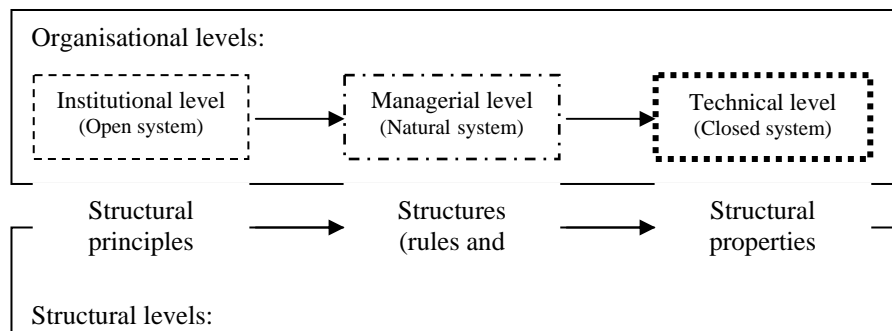 Organisational levels:
Institutional level
(Open system)
Managerial level
(Natural system)
Technical level
(Closed system)
Structural
principles
Structures
(rules and
Structural
properties
Structural levels: